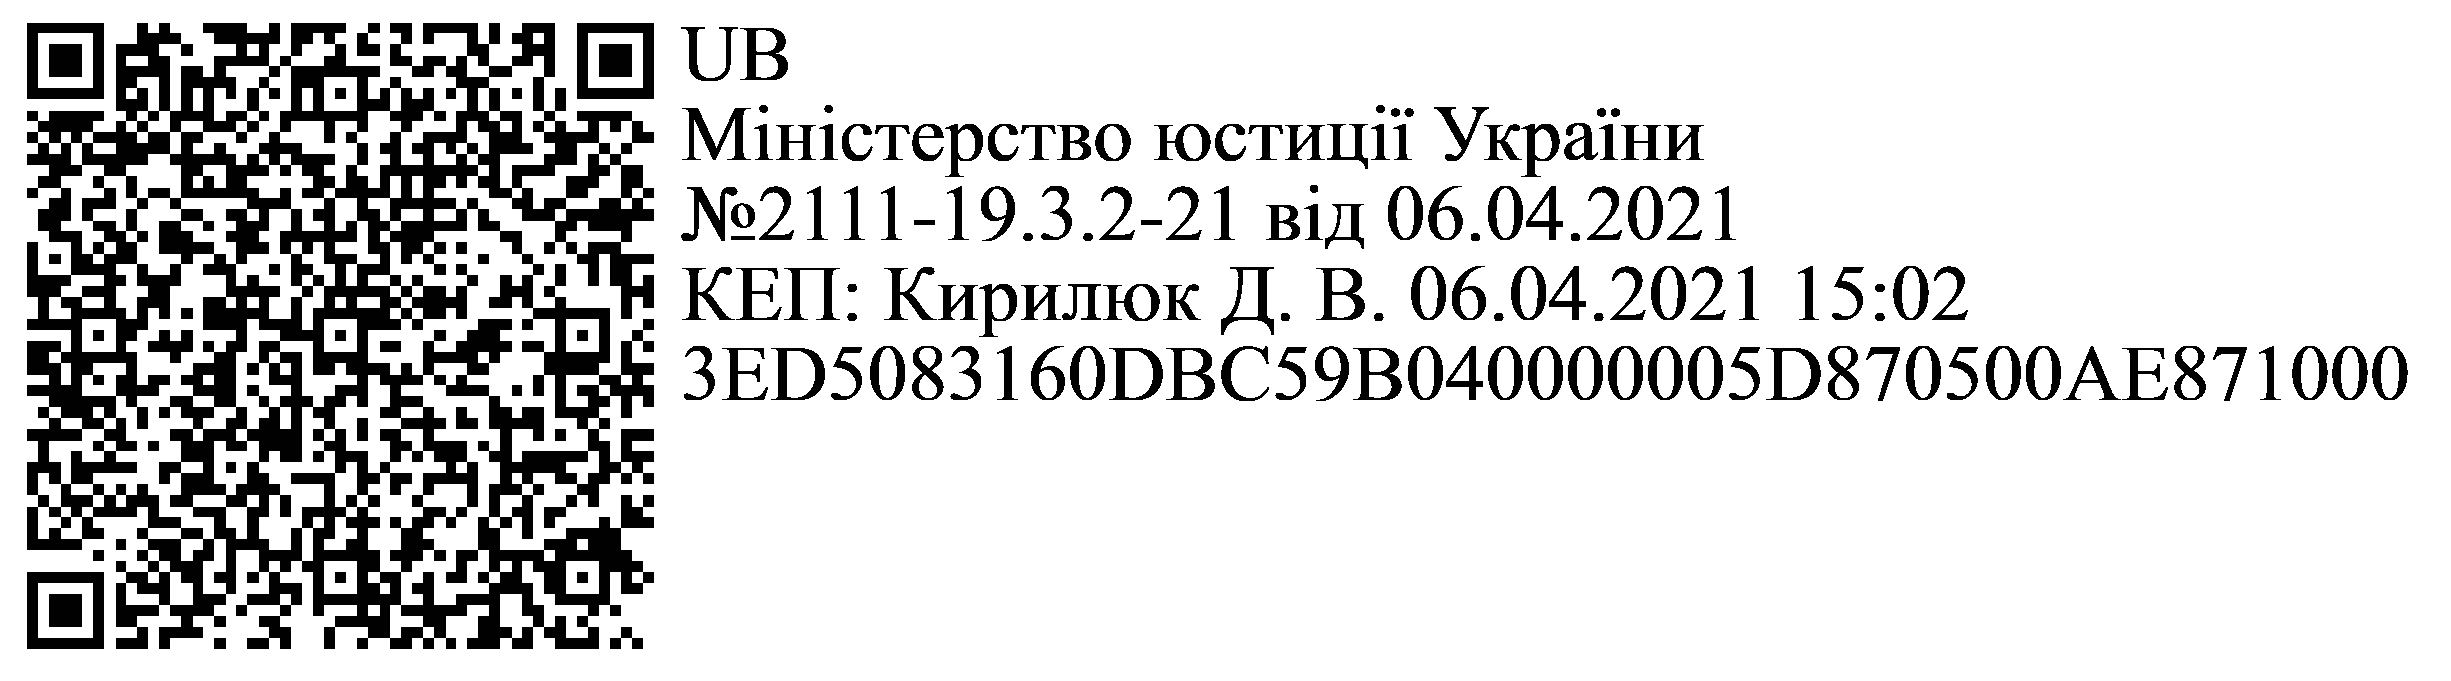 UB
Міністерство юстиції України
№2111-19.3.2-21 від 06.04.2021
КЕП: Кирилюк Д. В. 06.04.2021 15:02
3ED5083160DBC59B040000005D870500AE871000